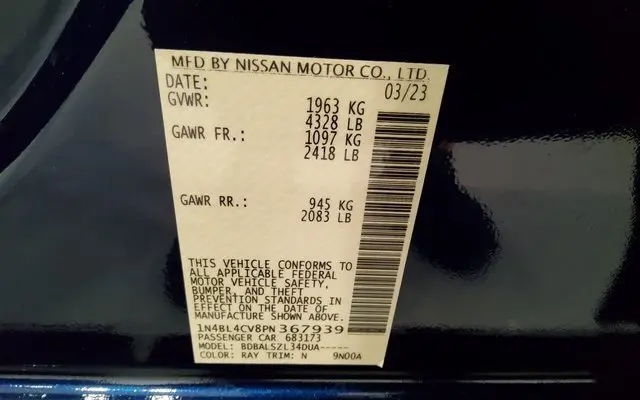 MFD BY NISSAN MOTOR CO., LTD.
DATE: 03/23
GVWR: 1963 KG
4328 LB
GAWR FR.: 1097 KG
2418 LB
GAWR RR.: 945 KG
2083 LB
THIS VEHICLE CONFORMS TO
ALL APPLICABLE FEDERAL
MOTOR VEHICLE SAFETY,
BUMPER, AND THEFT
PREVENTION STANDARDS IN
EFFECT ON THE DATE OF
MANUFACTURE SHOWN ABOVE.
1N4BL4CV8PN367939
PASSENGER CAR 683173
MODEL: BDBALSZL34DUA-----
COLOR: RAY TRIM: N 9N00A